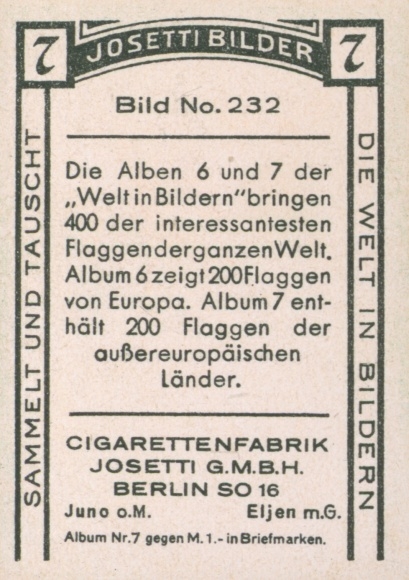 7 JOSETTI BILDER 7
Bild No. 232
Die Alben 6 und 7 der
„Welt in Bildern“ bringen
400 der interessantesten
Flaggen der ganzen Welt.
Album 6 zeigt 200 Flaggen
von Europa. Album 7 ent-
hält 200 Flaggen der
außereuropäischen
Länder.
CIGARETTENFABRIK
JOSETTI G.M.B.H.
BERLIN SO 16
Juno o.M. Eljen m.G.
Album Nr. 7 gegen M. 1.- in Briefmarken.
SAMMELT UND TAUSCHT
DIE WELT IN BILDERN